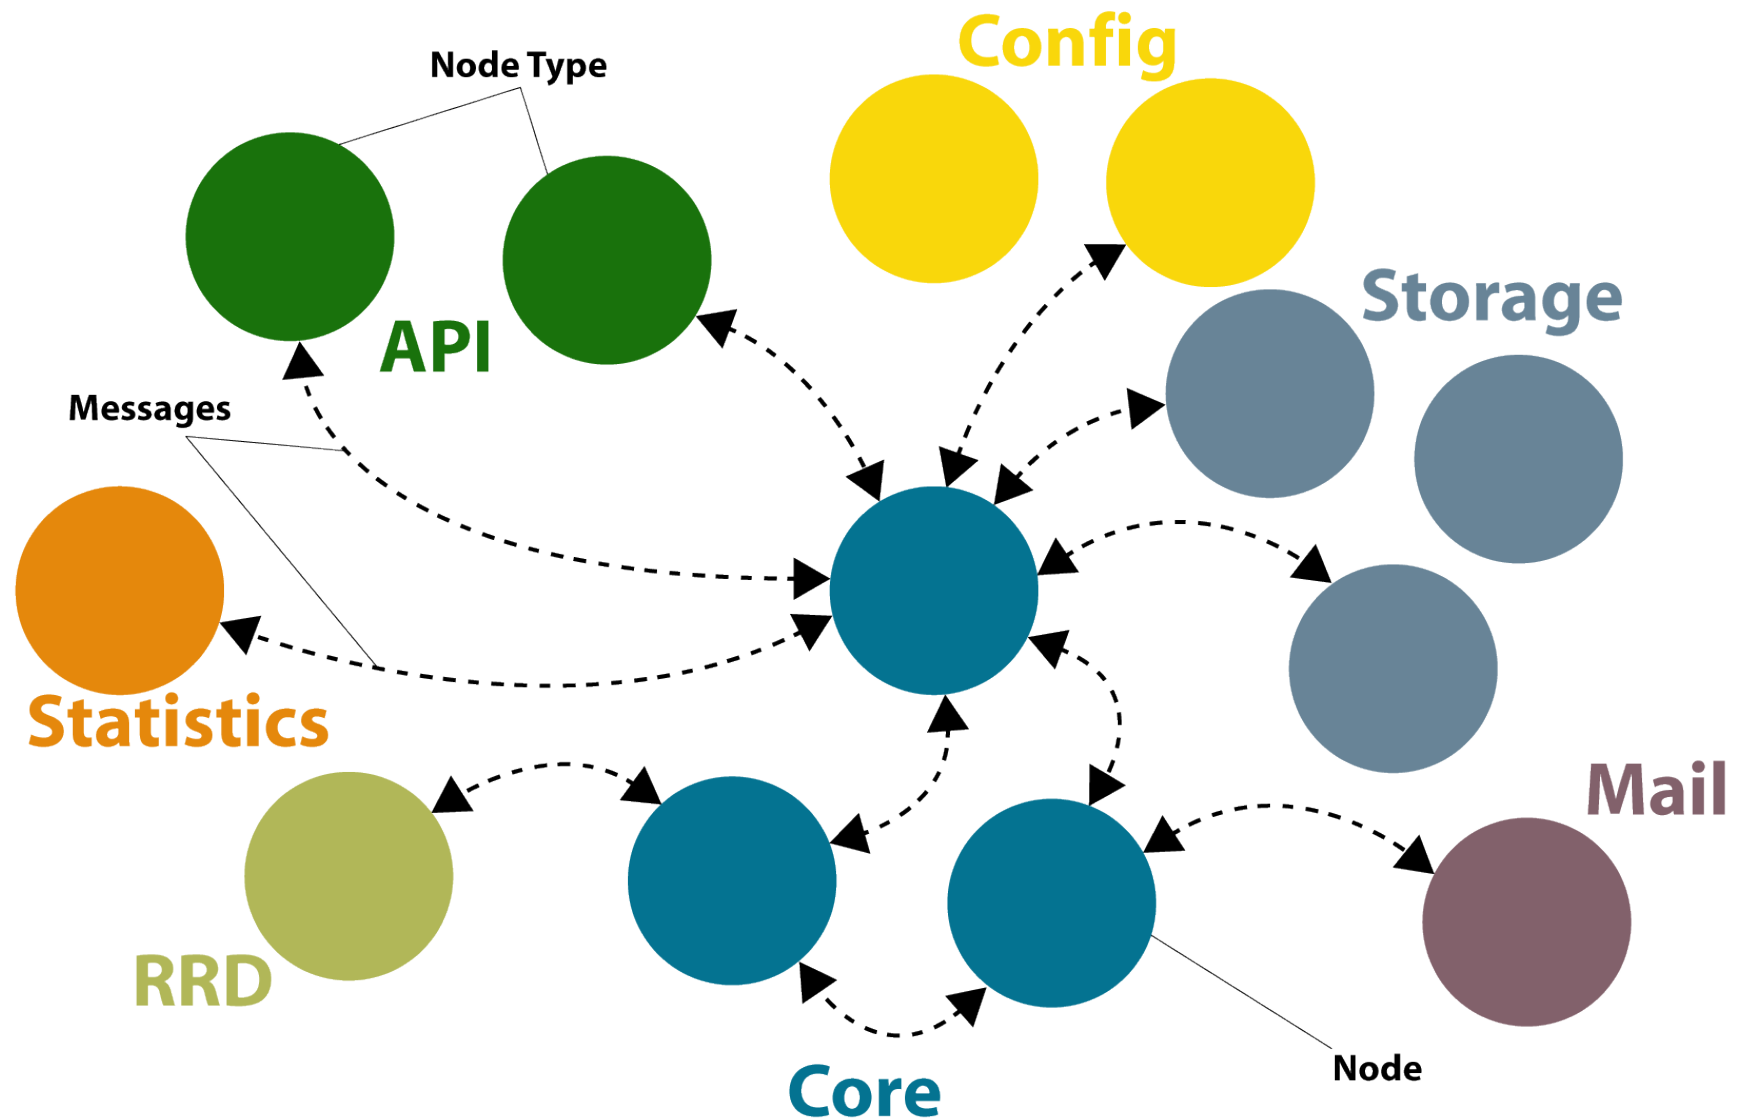 Config
Node Type
Storage
API
Messages
Statistics
Mail
RRD
Node
Core